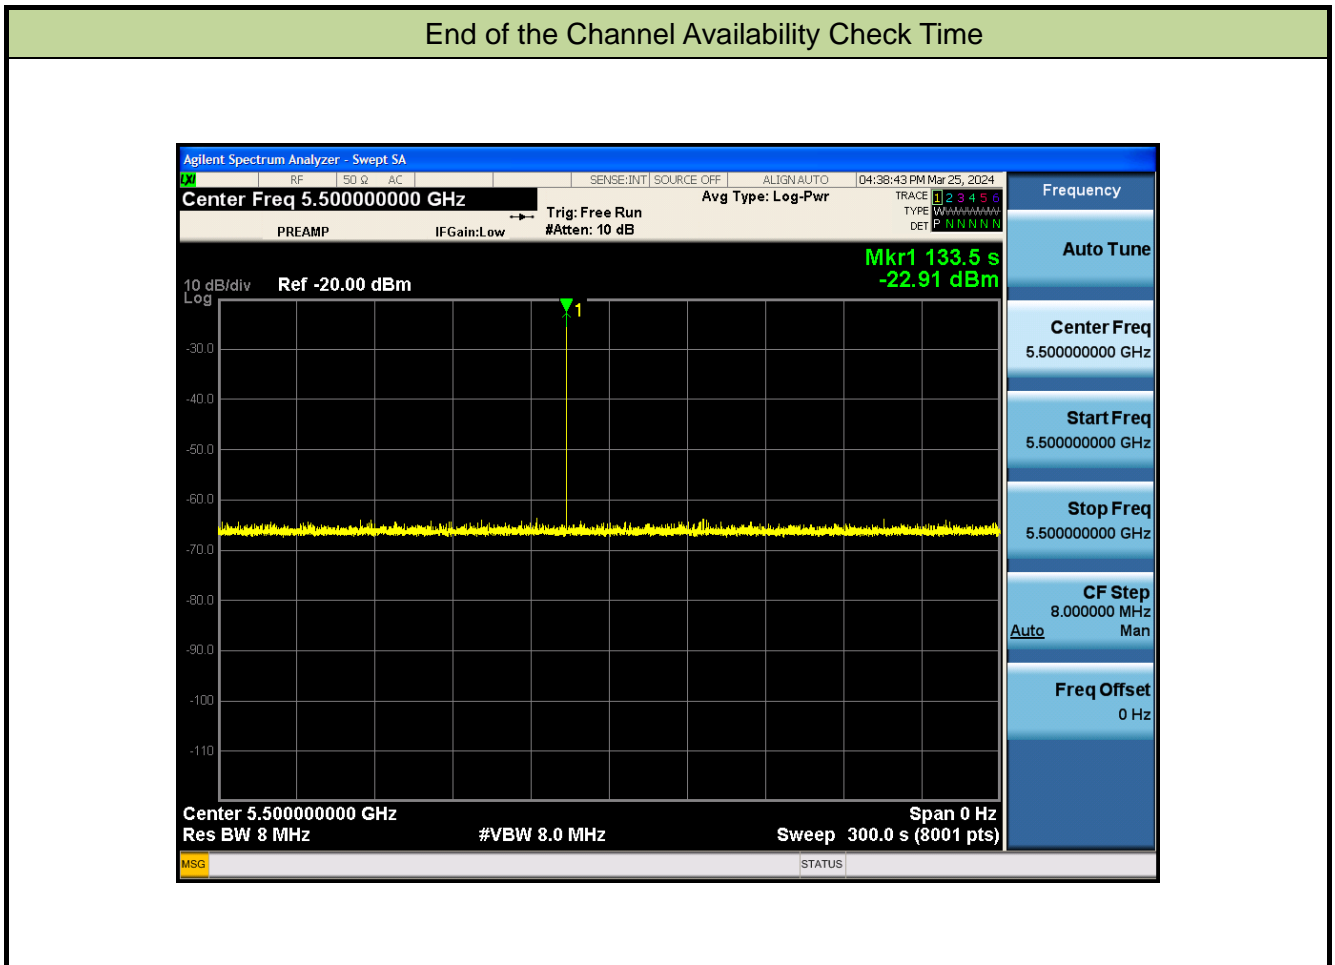 End of the Channel Availability Check Time
Agilent Spectrum Analyzer - Swept SA
LXI RF 50 Ω AC SENSE:INT SOURCE OFF ALIGN AUTO 04:38:43 PM Mar 25, 2024
Center Freq 5.500000000 GHz Avg Type: Log-Pwr TRACE 1 2 3 4 5 6
Trig: Free Run TYPE W
PREAMP IFGain:Low #Atten: 10 dB DET P N N N N N
Mkr1 133.5 s
-22.91 dBm
10 dB/div Ref -20.00 dBm
Log
1
-30.0
-40.0
-50.0
-60.0
-70.0
-80.0
-90.0
-100
-110
Center 5.500000000 GHz Span 0 Hz
Res BW 8 MHz #VBW 8.0 MHz Sweep 300.0 s (8001 pts)
MSG STATUS
Frequency
Auto Tune
Center Freq
5.500000000 GHz
Start Freq
5.500000000 GHz
Stop Freq
5.500000000 GHz
CF Step
8.000000 MHz
Auto Man
Freq Offset
0 Hz